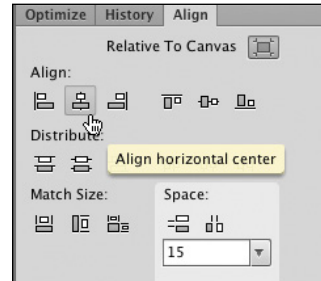 Optimize History Align
Relative To Canvas
Align:
Distribute:
Align horizontal center
Match Size: Space:
15